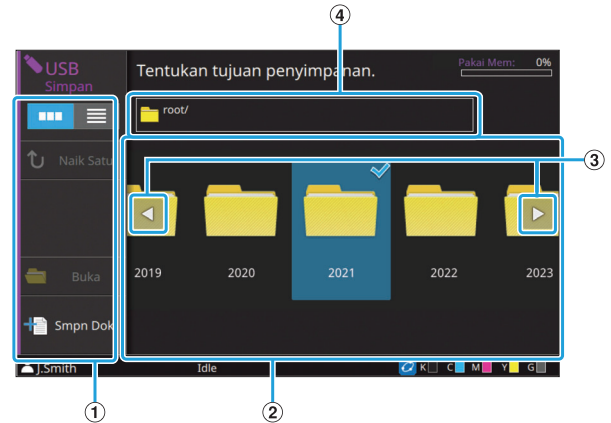 ④
USB
Simpan
Tentukan tujuan penyimpanan.
Pakai Mem: 0%
root/
Naik Satu
③
2019 2020 2021 2022 2023
Buka
Smpn Dok
J.Smith Idle K C M Y G
① ②